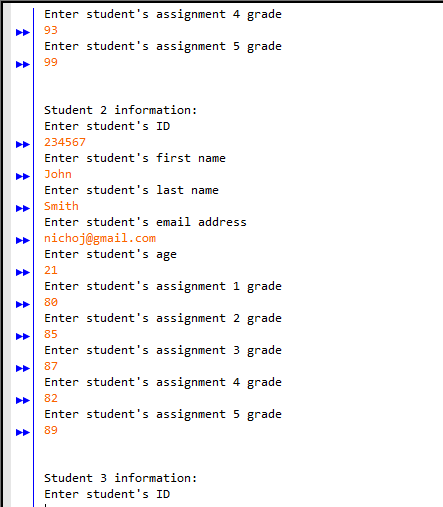 Enter student's assignment 4 grade
93
Enter student's assignment 5 grade
99
Student 2 information:
Enter student's ID
234567
Enter student's first name
John
Enter student's last name
Smith
Enter student's email address
nichoj@gmail.com
Enter student's age
21
Enter student's assignment 1 grade
80
Enter student's assignment 2 grade
85
Enter student's assignment 3 grade
87
Enter student's assignment 4 grade
82
Enter student's assignment 5 grade
89
Student 3 information:
Enter student's ID